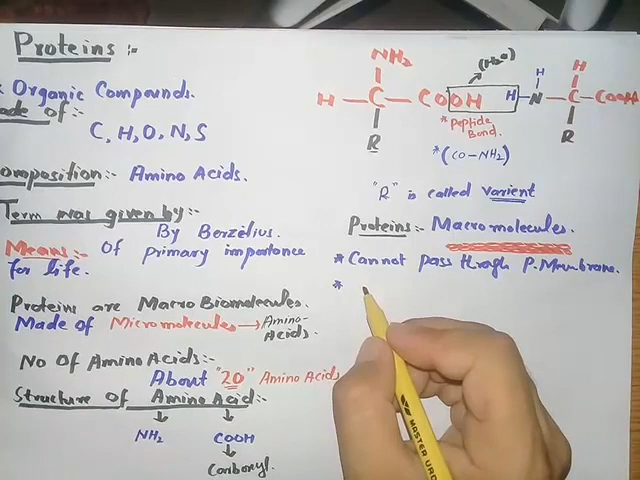 Proteins :-
Organic Compounds.
ade of:
C, H, O, N, S
omposition: Amino Acids.
Term was given by:-
By Berzelius.
Means:- Of primary importance
for life.
Proteins are Macro Biomolecules.
Made of Micromolecules → Amino-
Acids.
No Of Amino Acids:-
About "20" Amino Acids
Structure of Amino Acid:-
NH2 COOH
Carboxyl.
NH2 (H2O) H H
H — C — COOH H — N — C — COOH
R *Peptide Bond. R
*(CO-NH2)
"R" is called varient
Proteins: Macromolecules.
*Cannot pass throgh P.Membrane.
*
MASTER